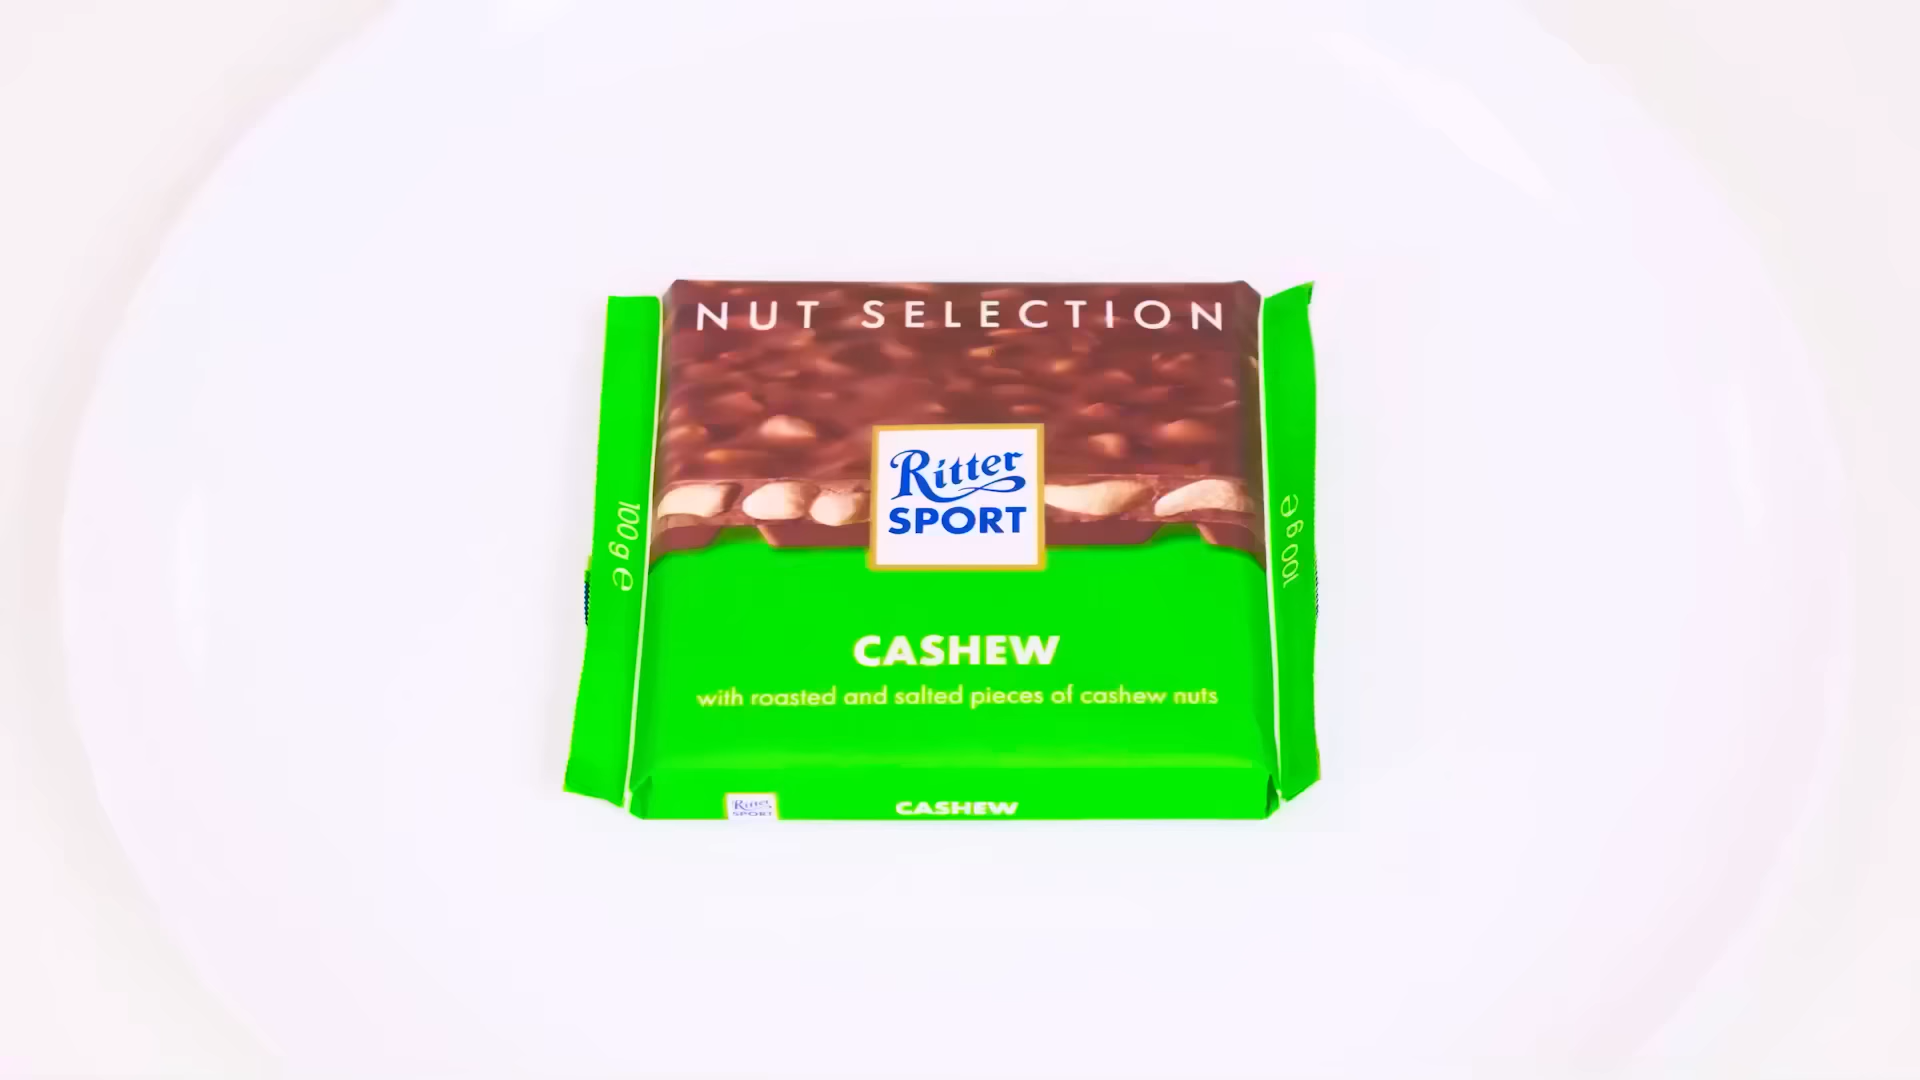 NUT SELECTION
Ritter
SPORT
100 g e
100 g e
CASHEW
with roasted and salted pieces of cashew nuts
Ritter
SPORT
CASHEW